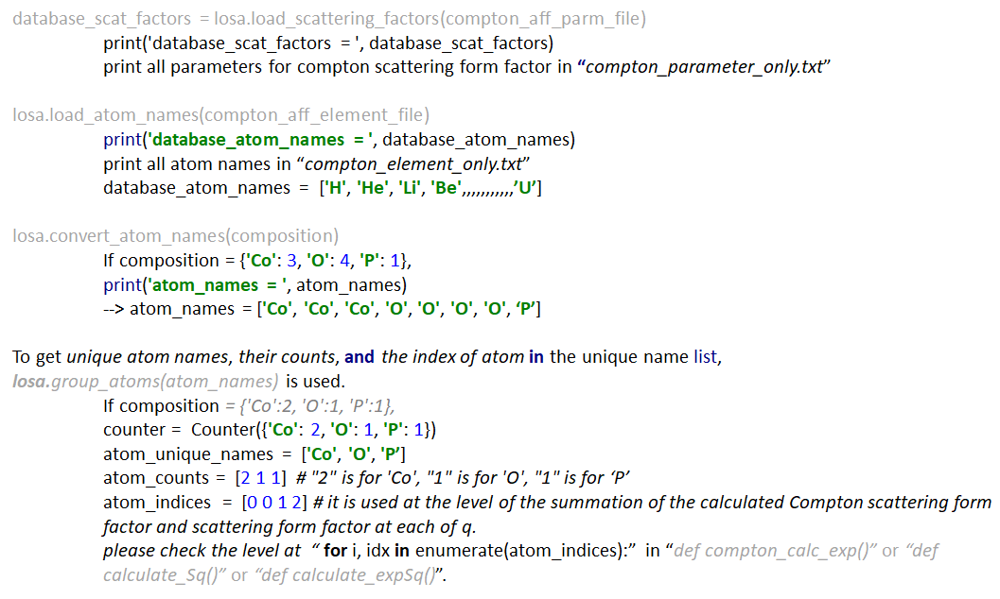 database_scat_factors = losa.load_scattering_factors(compton_aff_parm_file)
print('database_scat_factors = ', database_scat_factors)
print all parameters for compton scattering form factor in “compton_parameter_only.txt”
losa.load_atom_names(compton_aff_element_file)
print('database_atom_names = ', database_atom_names)
print all atom names in “compton_element_only.txt”
database_atom_names = ['H', 'He', 'Li', 'Be',,,,,,,,,,,’U’]
losa.convert_atom_names(composition)
If composition = {'Co': 3, 'O': 4, 'P': 1},
print('atom_names = ', atom_names)
--> atom_names = ['Co', 'Co', 'Co', 'O', 'O', 'O', 'O', ‘P’]
To get unique atom names, their counts, and the index of atom in the unique name list,
losa.group_atoms(atom_names) is used.
If composition = {'Co':2, 'O':1, 'P':1},
counter = Counter({'Co': 2, 'O': 1, 'P': 1})
atom_unique_names = ['Co', 'O', 'P’]
atom_counts = [2 1 1] # "2" is for 'Co', "1" is for 'O', "1" is for ‘P’
atom_indices = [0 0 1 2] # it is used at the level of the summation of the calculated Compton scattering form
factor and scattering form factor at each of q.
please check the level at “ for i, idx in enumerate(atom_indices):” in “def compton_calc_exp()” or “def
calculate_Sq()” or “def calculate_expSq()”.